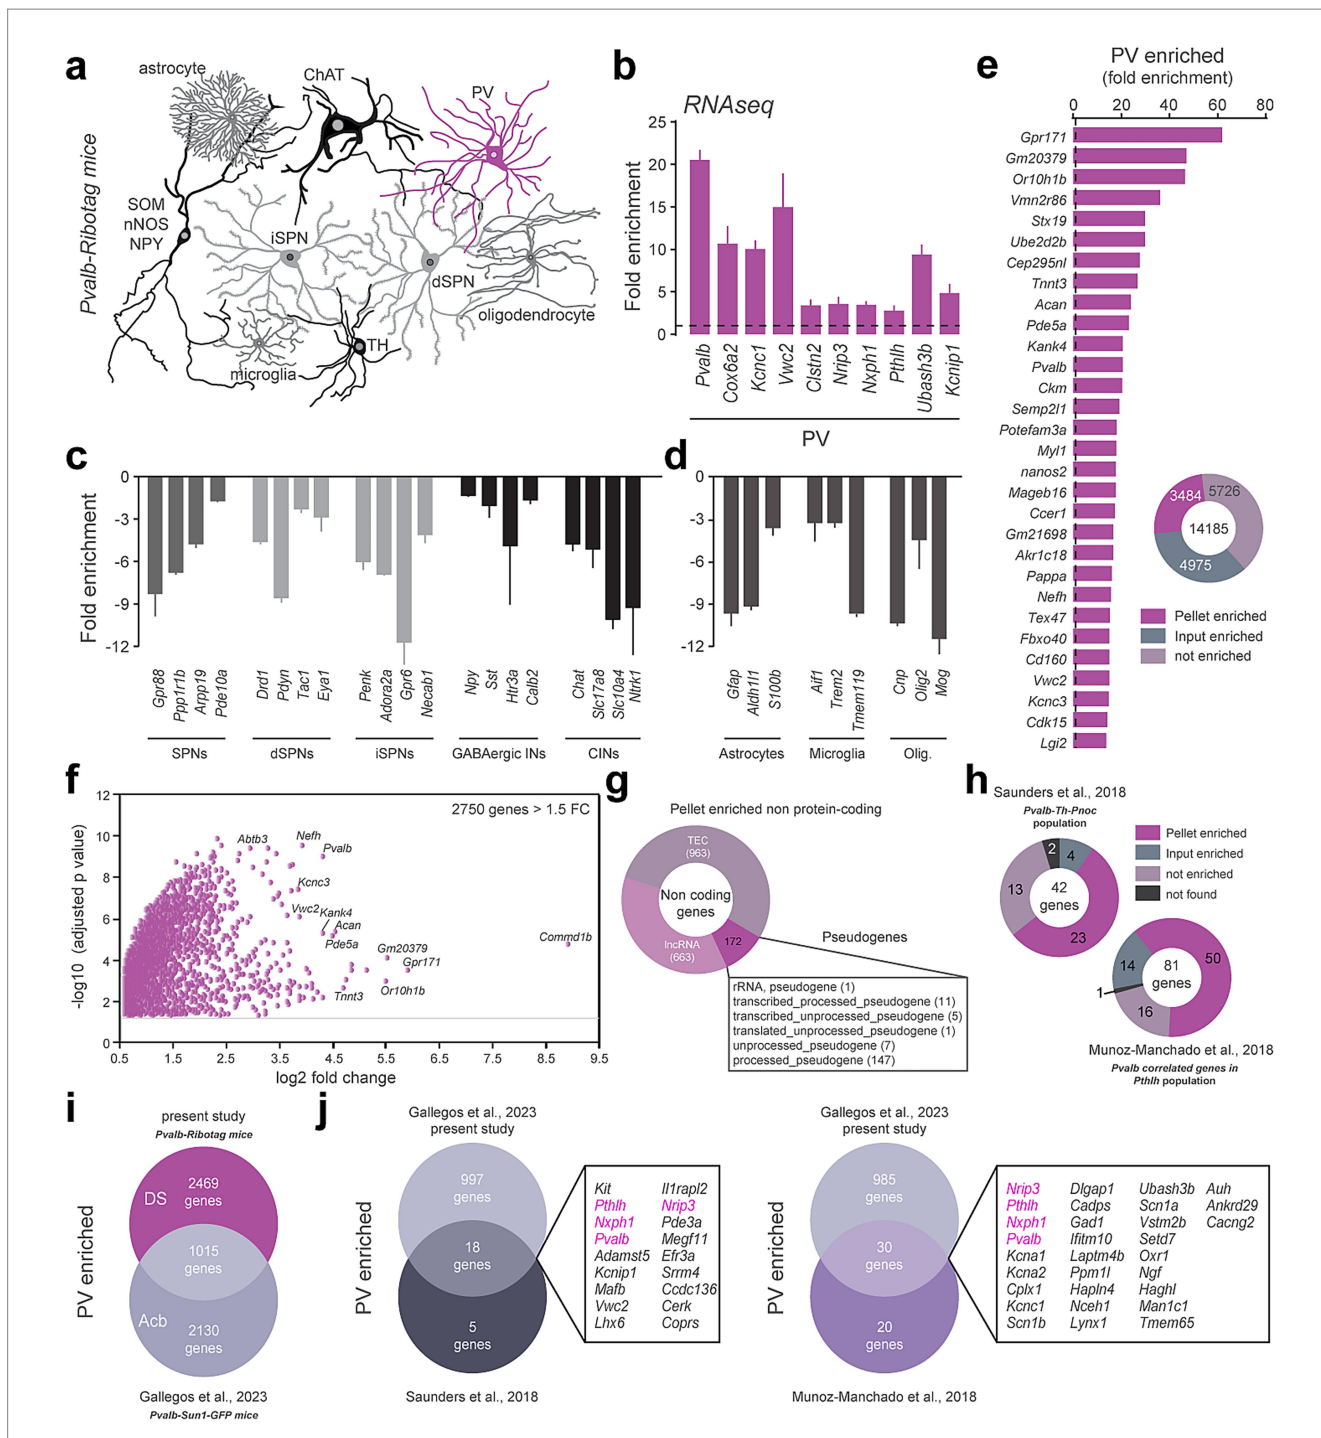 a
Pvalb-Ribotag mice
astrocyte
ChAT
PV
SOM
nNOS
NPY
iSPN
dSPN
oligodendrocyte
microglia
TH
b
RNAseq
Fold enrichment
25
20
15
10
5
0
Pvalb
Cox6a2
Kcnc1
Vwc2
Clstn2
Nrip3
Nxph1
Pthlh
Ubash3b
Kcnip1
PV
c
Fold enrichment
0
-3
-6
-9
-12
Gpr88
Ppp1r1b
Arpp19
Pde10a
Drd1
Pdyn
Tac1
Eya1
Penk
Adora2a
Gpr6
Necab1
Npy
Sst
Htr3a
Calb2
Chat
Slc17a8
Slc10a4
Ntrk1
SPNs
dSPNs
iSPNs
GABAergic INs
CINs
d
0
-3
-6
-9
-12
Gfap
Aldh1l1
S100b
Aif1
Trem2
Tmem119
Cnp
Olig2
Mog
Astrocytes
Microglia
Olig.
e
PV enriched
(fold enrichment)
0 20 40 60 80
Gpr171
Gm20379
Or10h1b
Vmn2r86
Stx19
Ube2d2b
Cep295nl
Tnnt3
Acan
Pde5a
Kank4
Pvalb
Ckm
Semp2l1
Potefam3a
Myl1
nanos2
Mageb16
Ccer1
Gm21698
Akr1c18
Pappa
Nefh
Tex47
Fbxo40
Cd160
Vwc2
Kcnc3
Cdk15
Lgi2
3484
5726
14185
4975
Pellet enriched
Input enriched
not enriched
f
2750 genes > 1.5 FC
-log10 (adjusted p value)
12
10
8
6
4
2
0
0.5 1.5 2.5 3.5 4.5 5.5 6.5 7.5 8.5 9.5
log2 fold change
Abtb3
Nefh
Pvalb
Kcnc3
Vwc2
Kank4
Acan
Pde5a
Gm20379
Gpr171
Tnnt3
Or10h1b
Commd1b
g
Pellet enriched non protein-coding
TEC
(963)
Non coding
genes
lncRNA
(663)
172
Pseudogenes
rRNA, pseudogene (1)
transcribed_processed_pseudogene (11)
transcribed_unprocessed_pseudogene (5)
translated_unprocessed_pseudogene (1)
unprocessed_pseudogene (7)
processed_pseudogene (147)
h
Saunders et al., 2018
Pvalb-Th-Pnoc
population
2
4
13
42
genes
23
Pellet enriched
Input enriched
not enriched
not found
14
81
genes
50
1
16
Munoz-Manchado et al., 2018
Pvalb correlated genes in
Pthlh population
i
present study
Pvalb-Ribotag mice
PV enriched
DS
2469
genes
1015
genes
Acb
2130
genes
Gallegos et al., 2023
Pvalb-Sun1-GFP mice
j
Gallegos et al., 2023
present study
PV enriched
997
genes
18
genes
5
genes
Saunders et al., 2018
Kit Il1rapl2
Pthlh Nrip3
Nxph1 Pde3a
Pvalb Megf11
Adamst5 Efr3a
Kcnip1 Srrm4
Mafb Ccdc136
Vwc2 Cerk
Lhx6 Coprs
Gallegos et al., 2023
present study
PV enriched
985
genes
30
genes
20
genes
Munoz-Manchado et al., 2018
Nrip3 Dlgap1 Ubash3b Auh
Pthlh Cadps Scn1a Ankrd29
Nxph1 Gad1 Vstm2b Cacng2
Pvalb Ifitm10 Setd7
Kcna1 Laptm4b Oxr1
Kcna2 Ppm1l Ngf
Cplx1 Hapln4 Haghl
Kcnc1 Nceh1 Man1c1
Scn1b Lynx1 Tmem65